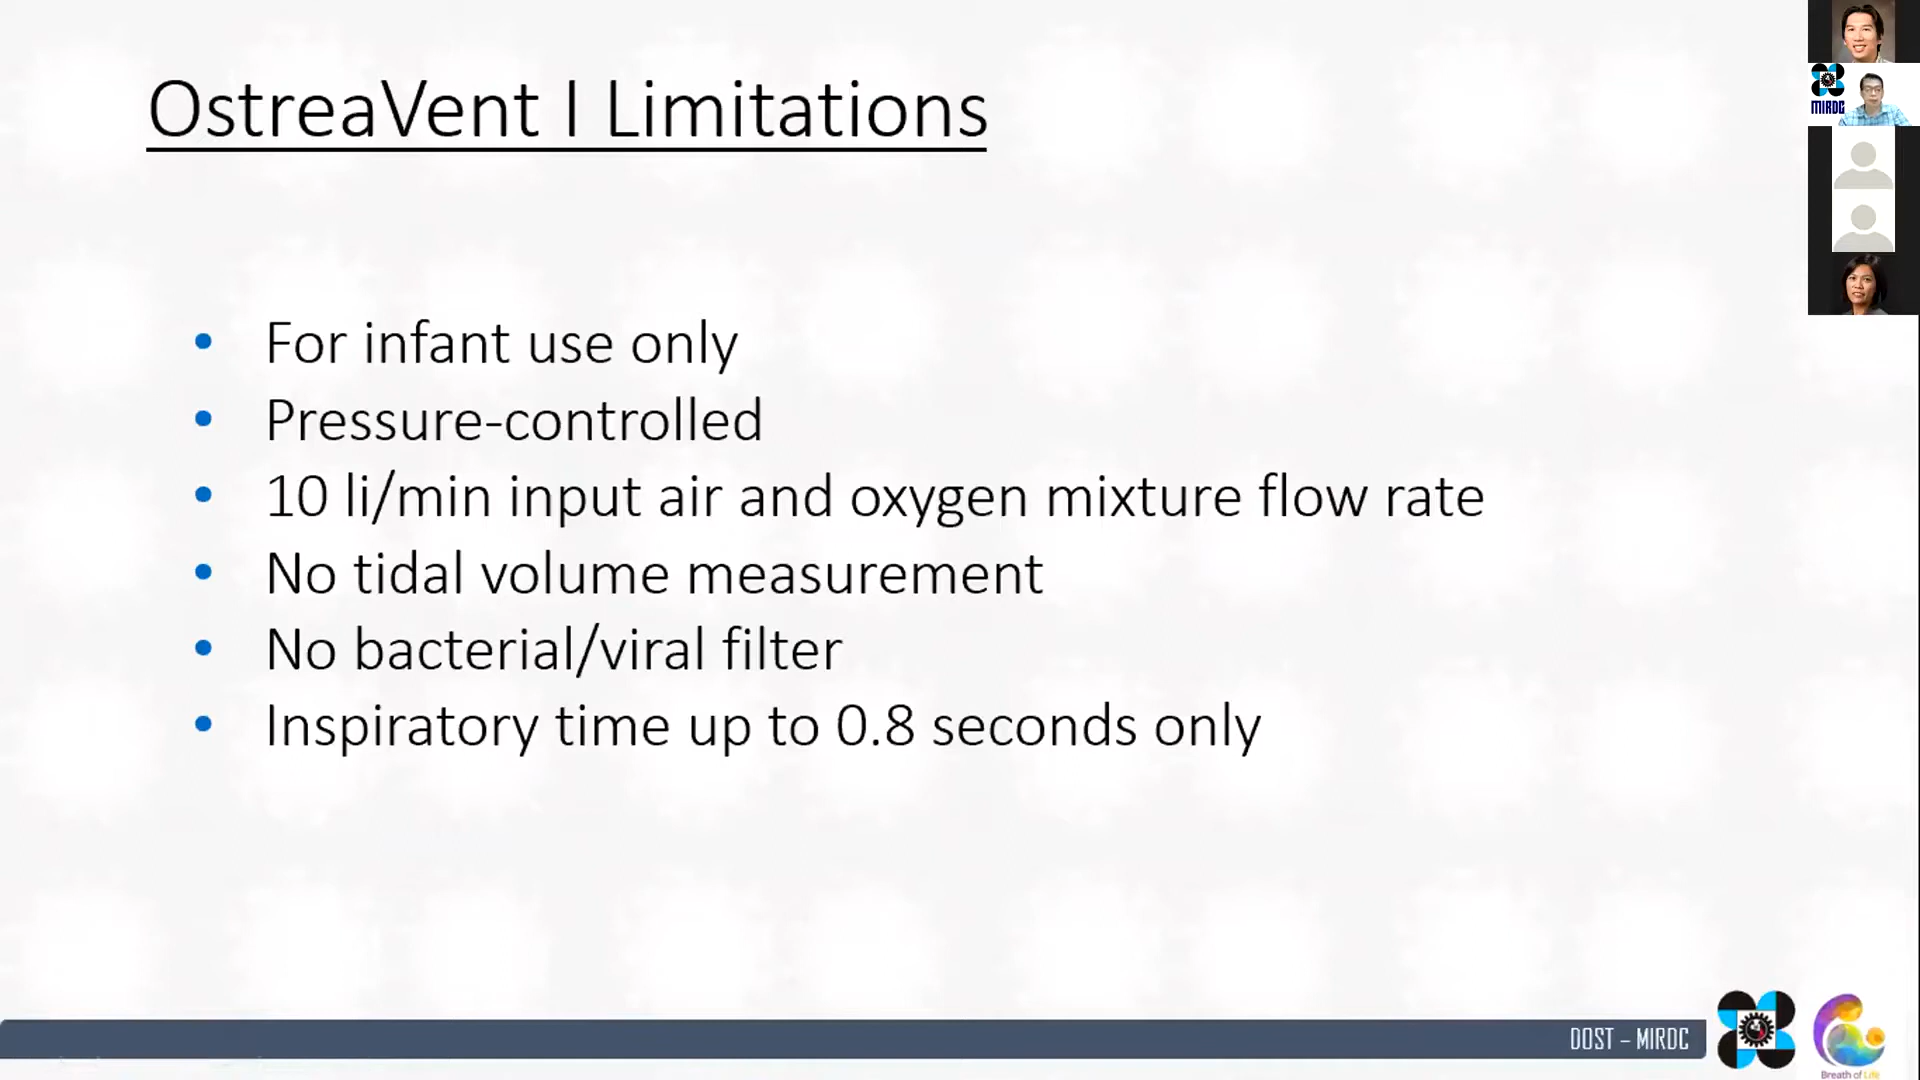 OstreaVent I Limitations
• For infant use only
• Pressure-controlled
• 10 li/min input air and oxygen mixture flow rate
• No tidal volume measurement
• No bacterial/viral filter
• Inspiratory time up to 0.8 seconds only
MIRDC
DOST – MIRDC
Breath of Life